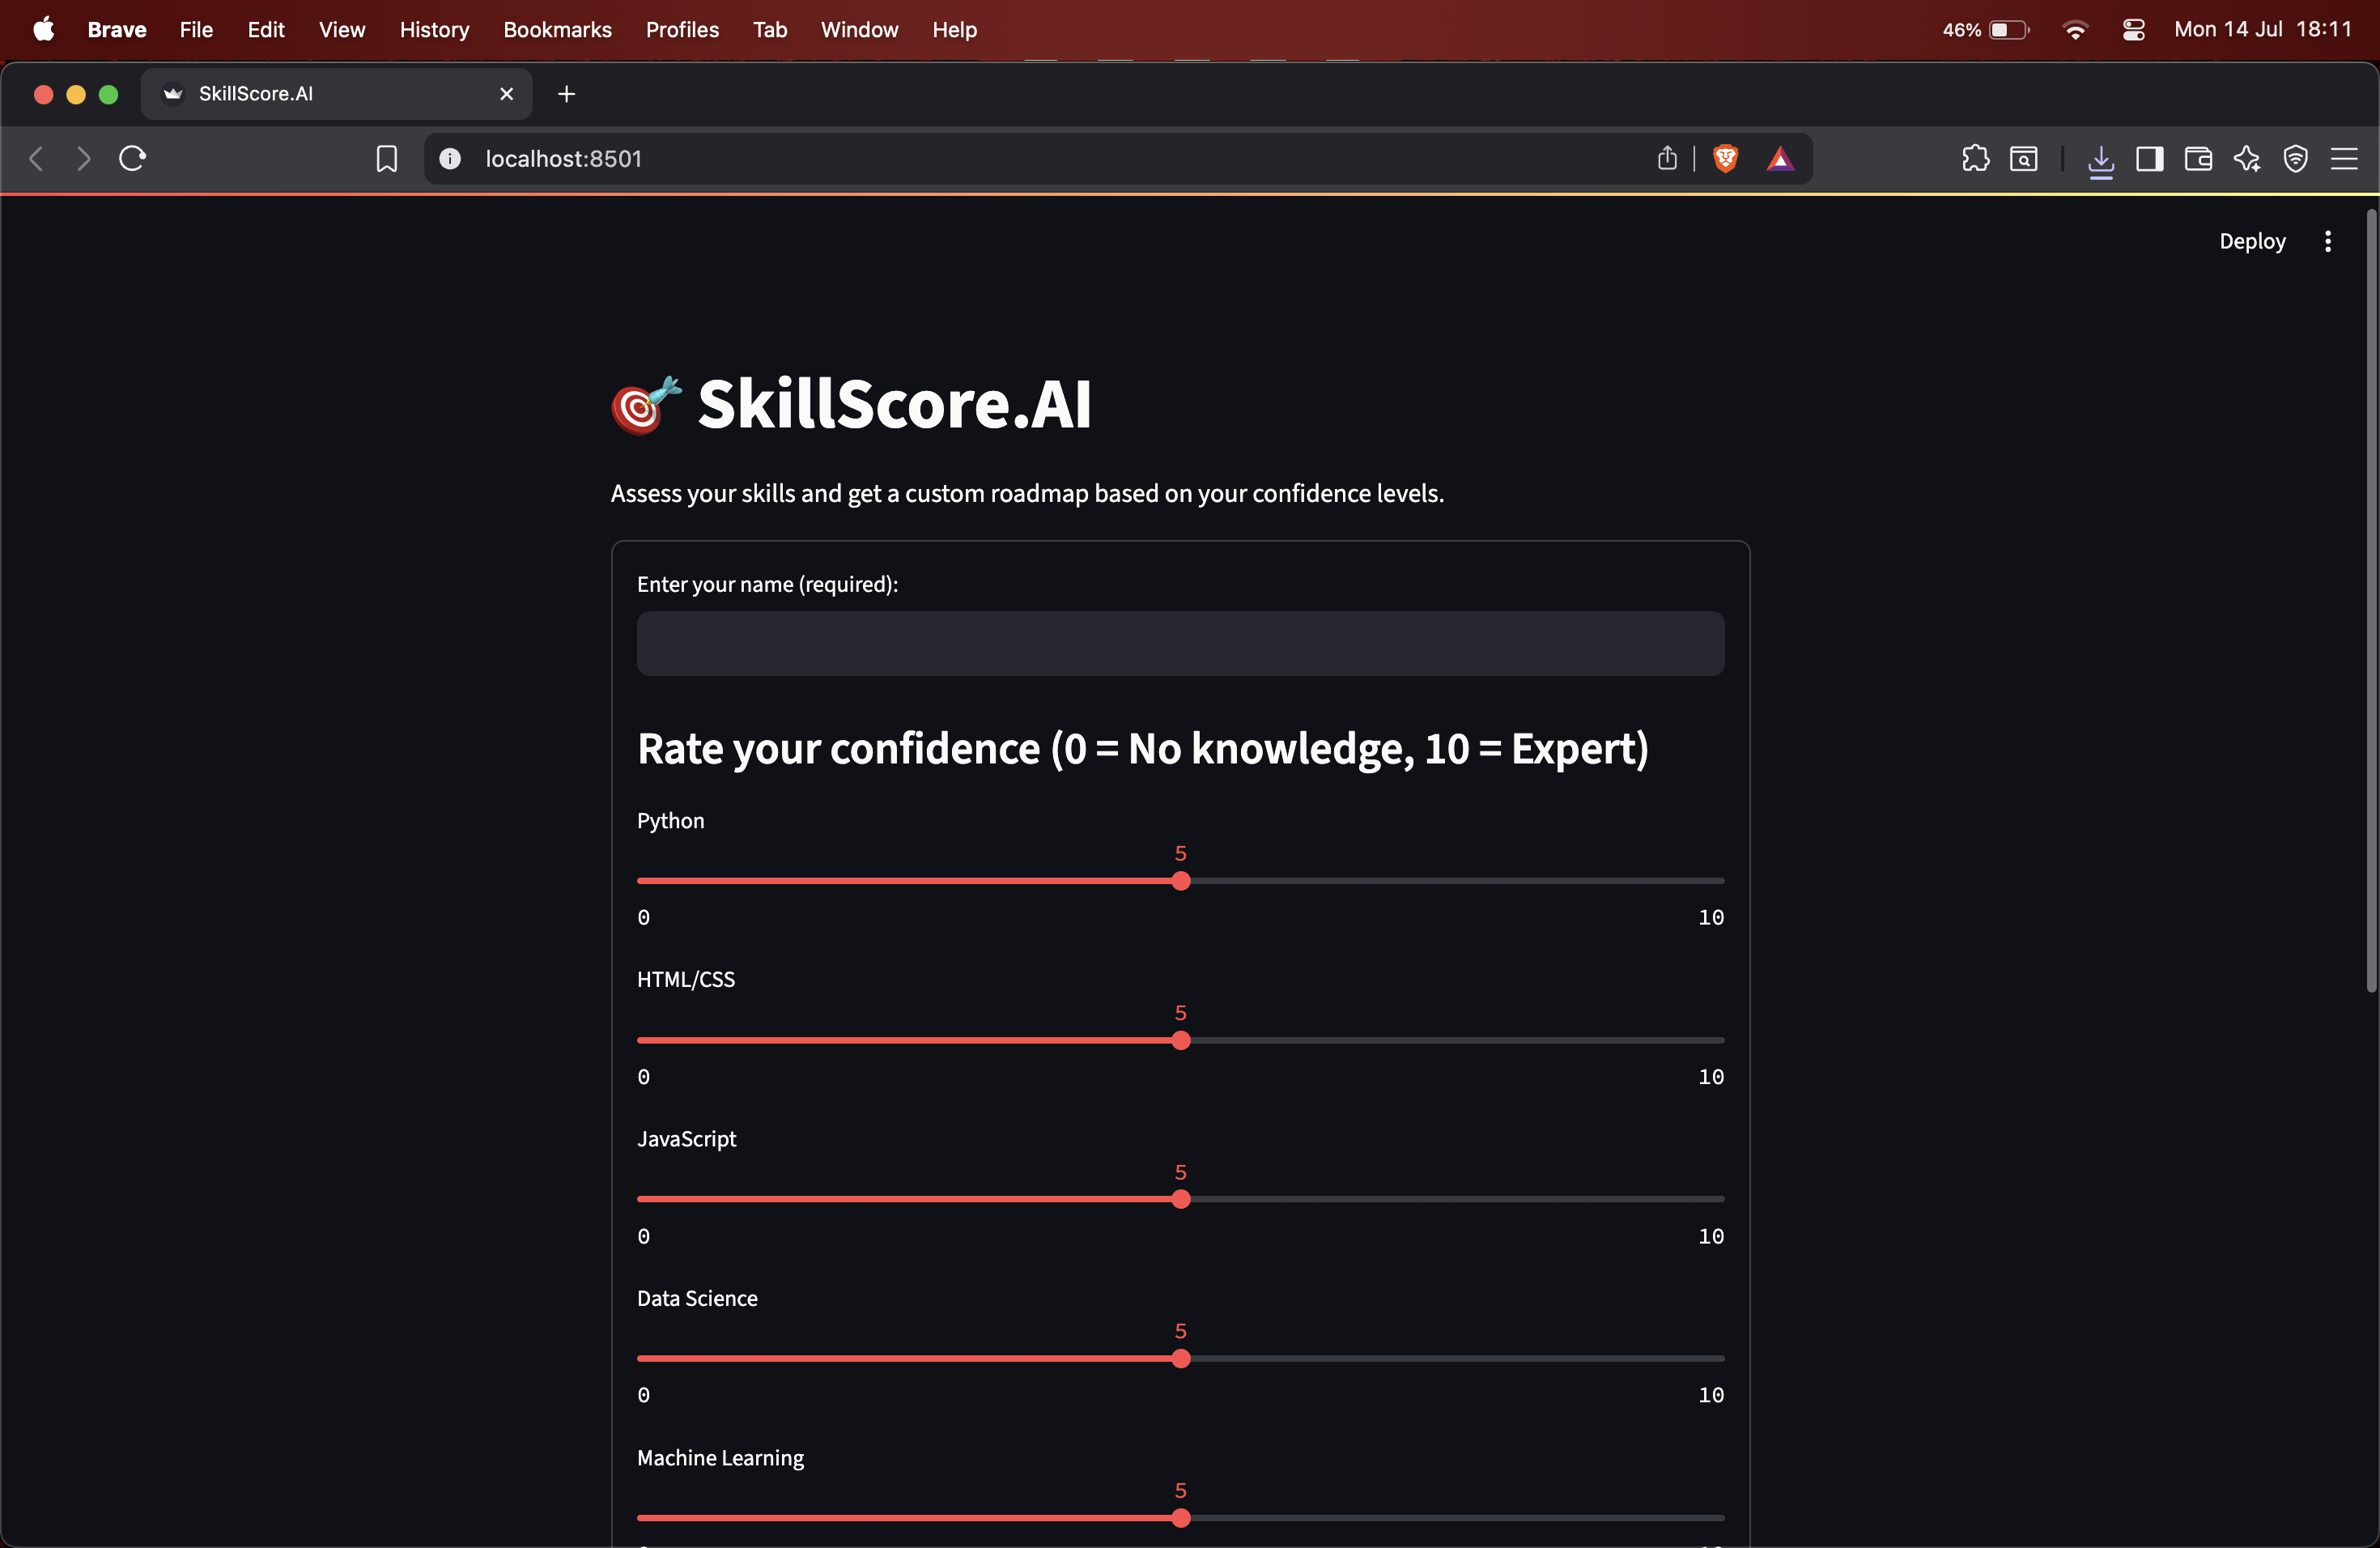 Brave File Edit View History Bookmarks Profiles Tab Window Help 46% Mon 14 Jul 18:11
SkillScore.AI
localhost:8501
Deploy
SkillScore.AI
Assess your skills and get a custom roadmap based on your confidence levels.
Enter your name (required):
Rate your confidence (0 = No knowledge, 10 = Expert)
Python
5
0 10
HTML/CSS
5
0 10
JavaScript
5
0 10
Data Science
5
0 10
Machine Learning
5